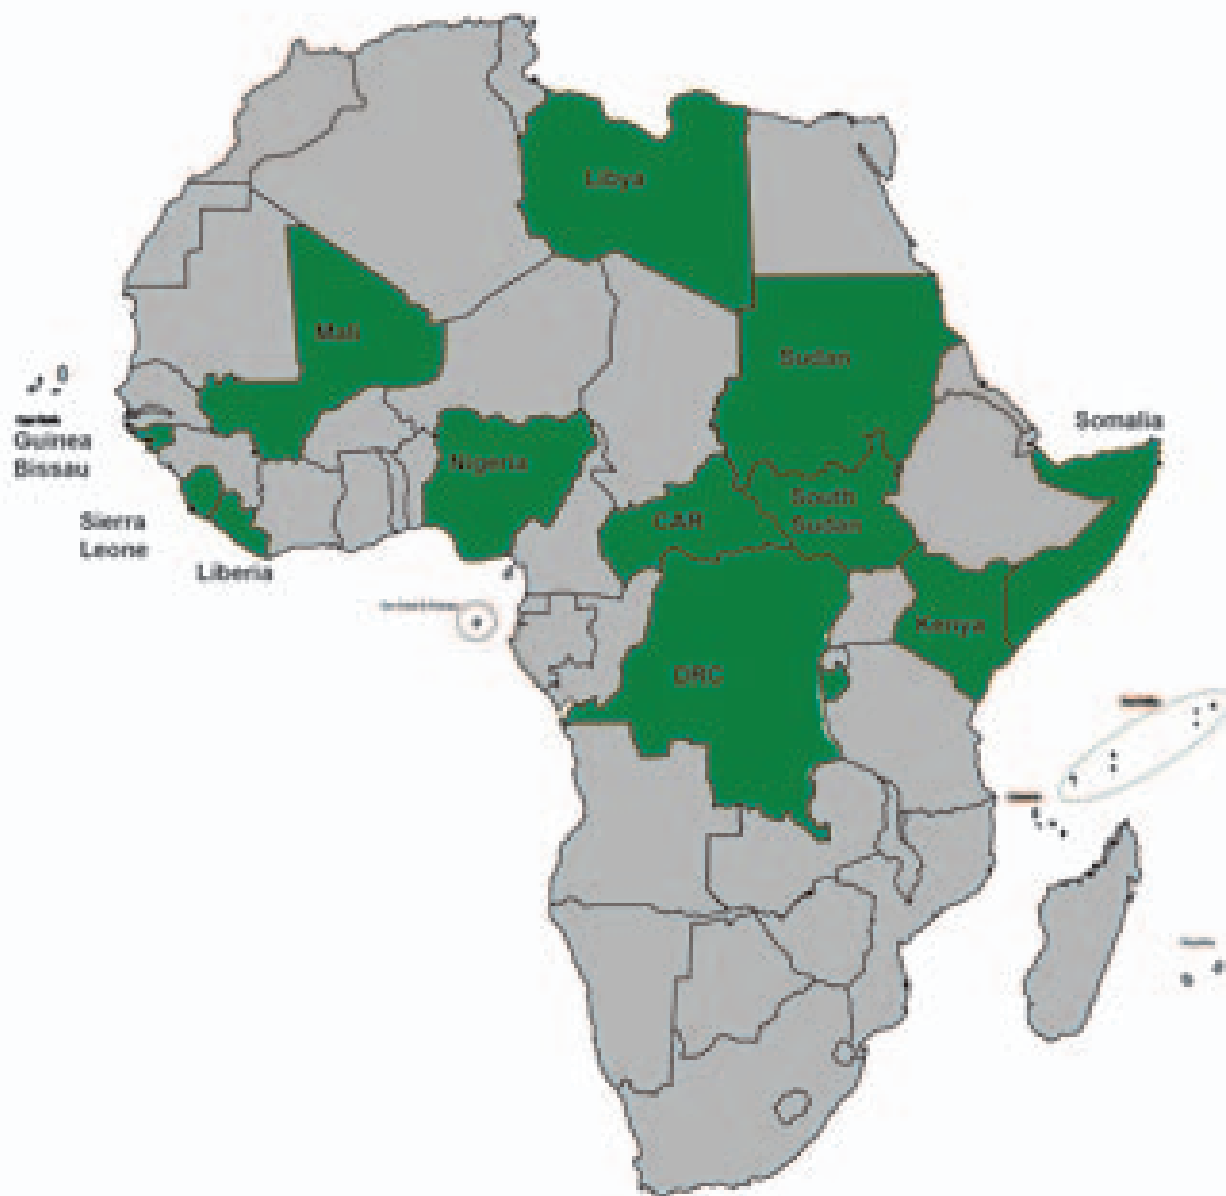 Libya
Mali
Sudan
Somalia
Guinea
Bissau
Nigeria
South
Sudan
CAR
Sierra
Leone
Liberia
Kenya
DRC